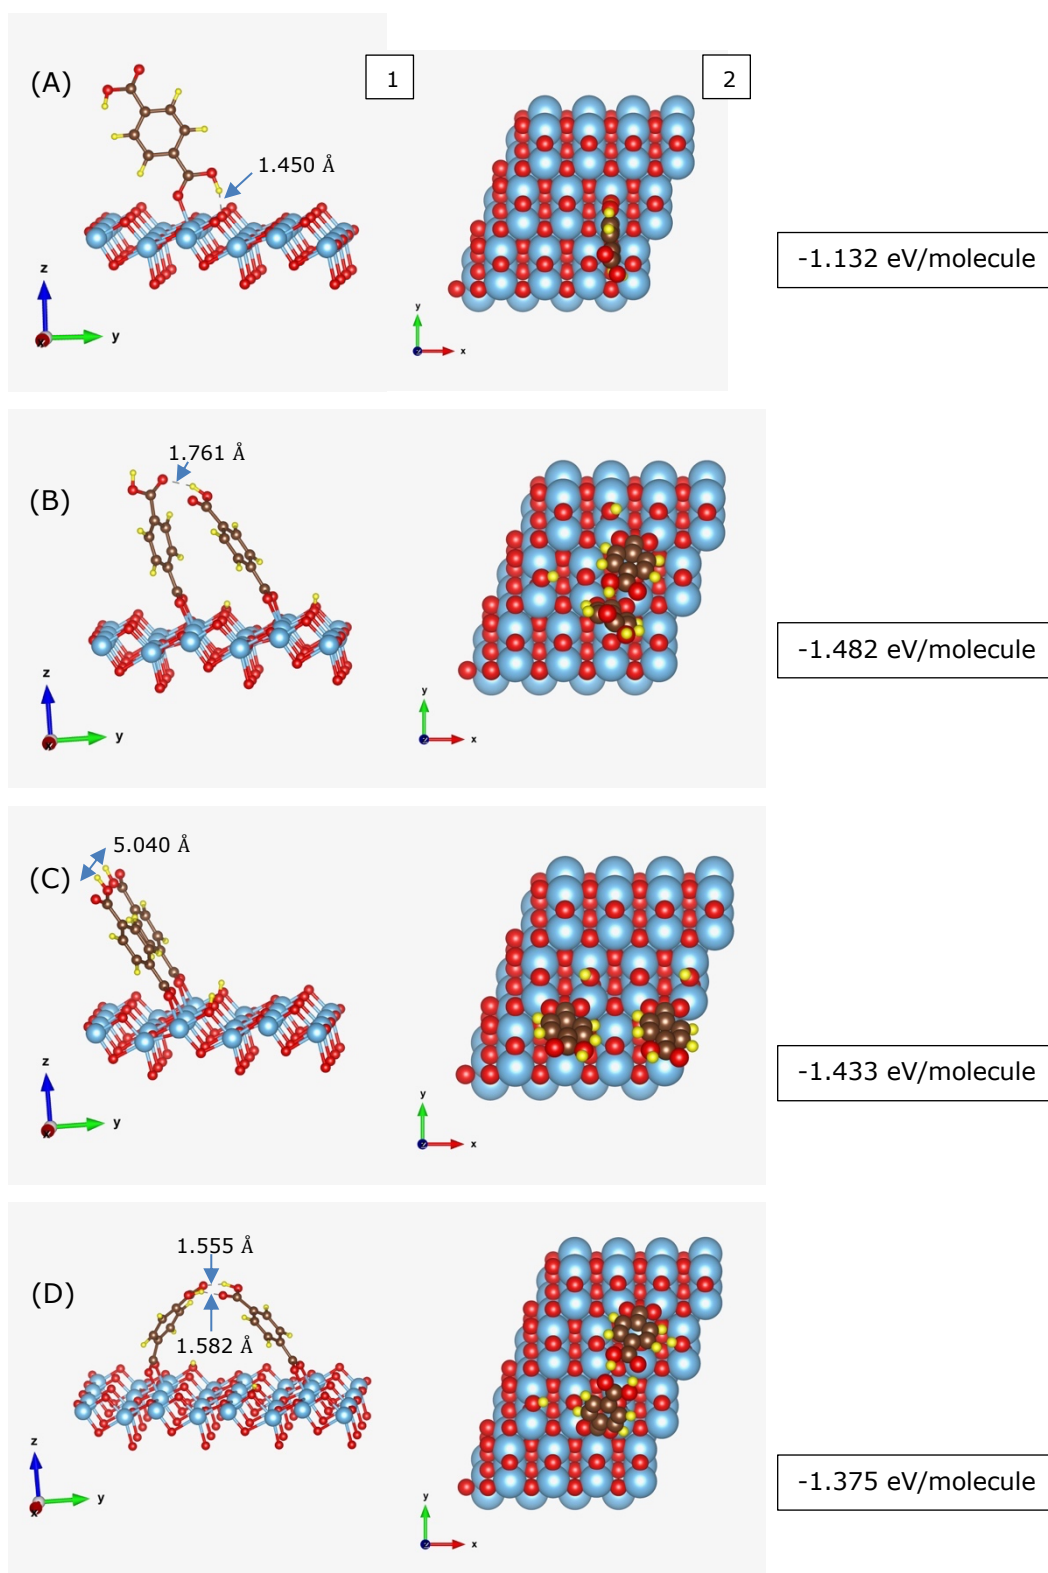 (A)
1
2
1.450 Å
z
y
y
x
-1.132 eV/molecule
1.761 Å
(B)
z
y
x
y
x
-1.482 eV/molecule
5.040 Å
(C)
z
y
y
x
-1.433 eV/molecule
1.555 Å
(D)
1.582 Å
z
y
x
y
x
-1.375 eV/molecule